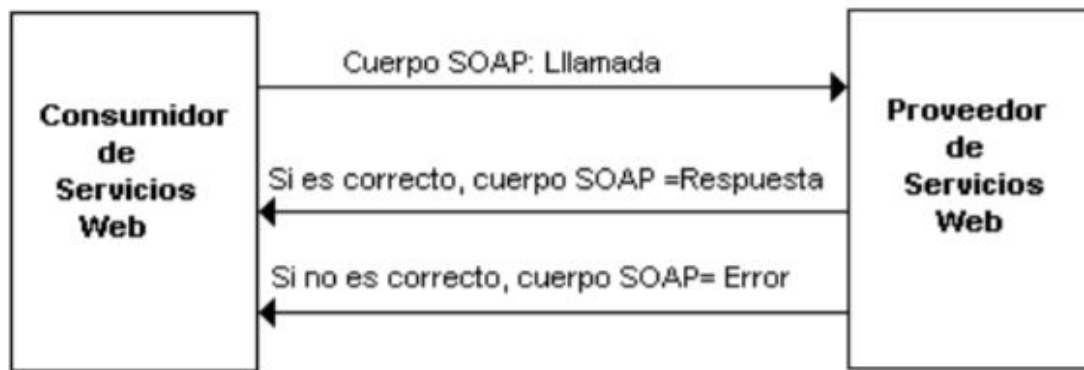 Consumidor
de
Servicios
Web
Cuerpo SOAP: Lllamada
Si es correcto, cuerpo SOAP =Respuesta
Si no es correcto, cuerpo SOAP= Error
Proveedor
de
Servicios
Web